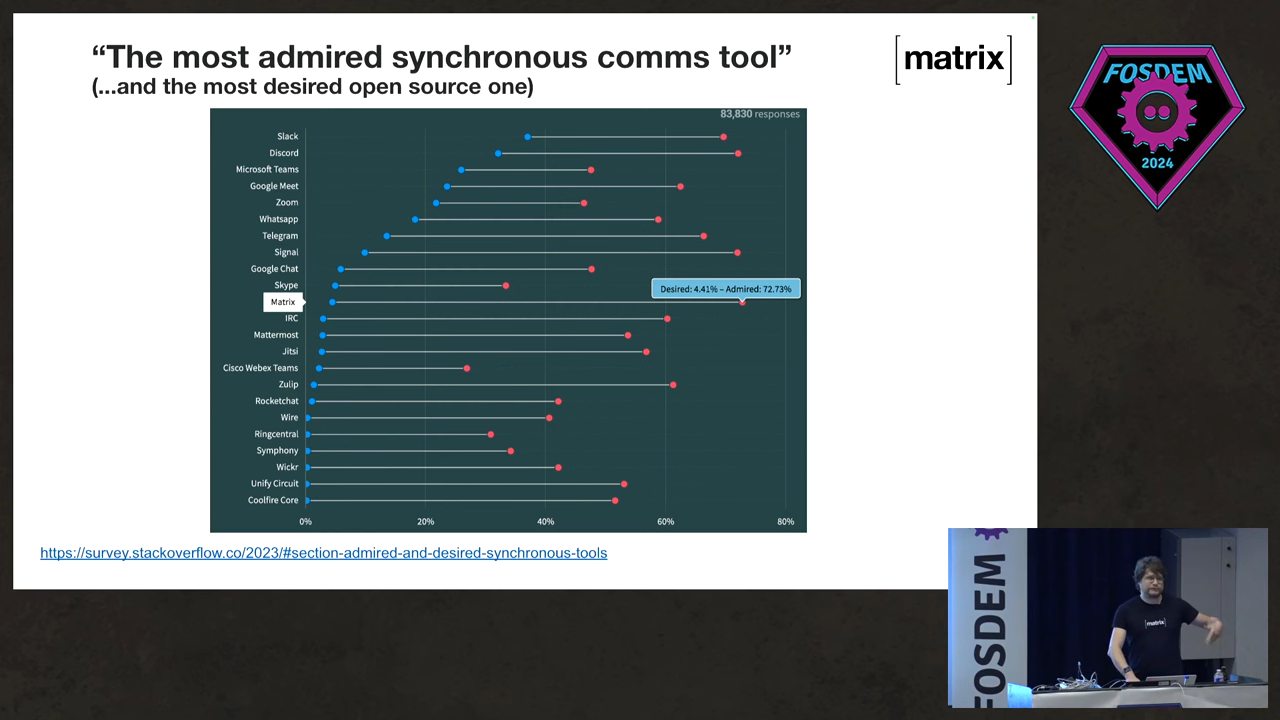 “The most admired synchronous comms tool”
(...and the most desired open source one)
[matrix]
FOSDEM
2024
83,830 responses
Slack
Discord
Microsoft Teams
Google Meet
Zoom
Whatsapp
Telegram
Signal
Google Chat
Skype
Desired: 4.41% – Admired: 72.73%
Matrix
IRC
Mattermost
Jitsi
Cisco Webex Teams
Zulip
Rocketchat
Wire
Ringcentral
Symphony
Wickr
Unify Circuit
Coolfire Core
0% 20% 40% 60% 80%
https://survey.stackoverflow.co/2023/#section-admired-and-desired-synchronous-tools
FOSDEM
[matrix]